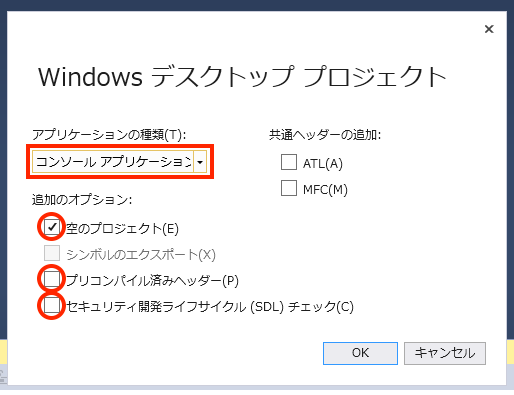 Windows デスクトップ プロジェクト
アプリケーションの種類(T):
コンソール アプリケーション
追加のオプション:
空のプロジェクト(E)
シンボルのエクスポート(X)
プリコンパイル済みヘッダー(P)
セキュリティ開発ライフサイクル (SDL) チェック(C)
共通ヘッダーの追加:
ATL(A)
MFC(M)
OK
キャンセル